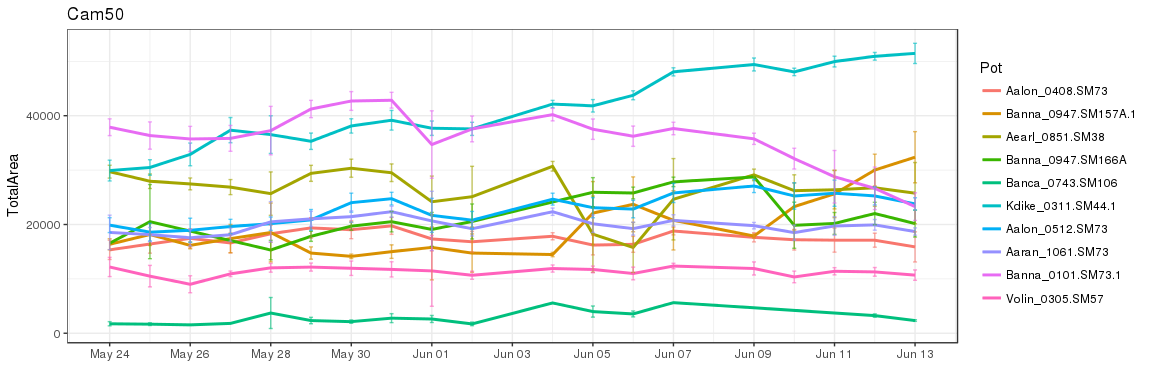 Cam50
TotalArea
40000
20000
0
May 24
May 26
May 28
May 30
Jun 01
Jun 03
Jun 05
Jun 07
Jun 09
Jun 11
Jun 13
Pot
Aalon_0408.SM73
Banna_0947.SM157A.1
Aearl_0851.SM38
Banna_0947.SM166A
Banca_0743.SM106
Kdike_0311.SM44.1
Aalon_0512.SM73
Aaran_1061.SM73
Banna_0101.SM73.1
Volin_0305.SM57